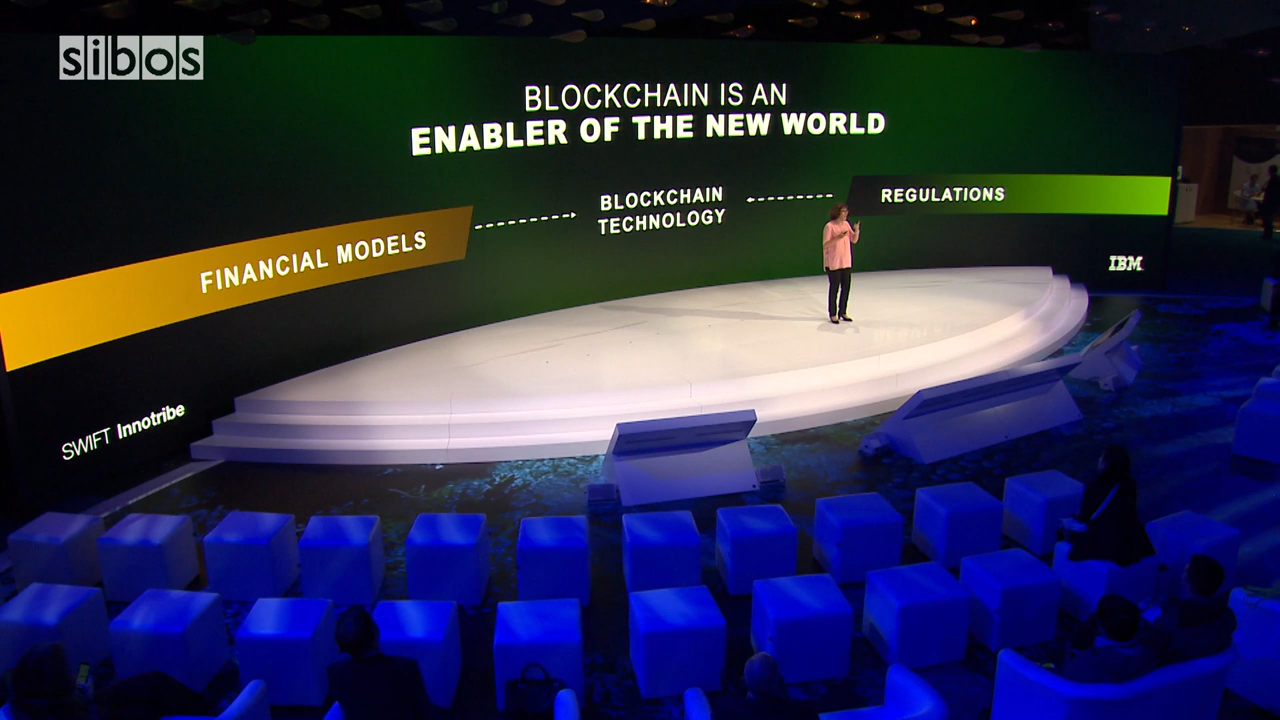 sibos
BLOCKCHAIN IS AN
ENABLER OF THE NEW WORLD
FINANCIAL MODELS
BLOCKCHAIN
TECHNOLOGY
REGULATIONS
IBM
SWIFT Innotribe